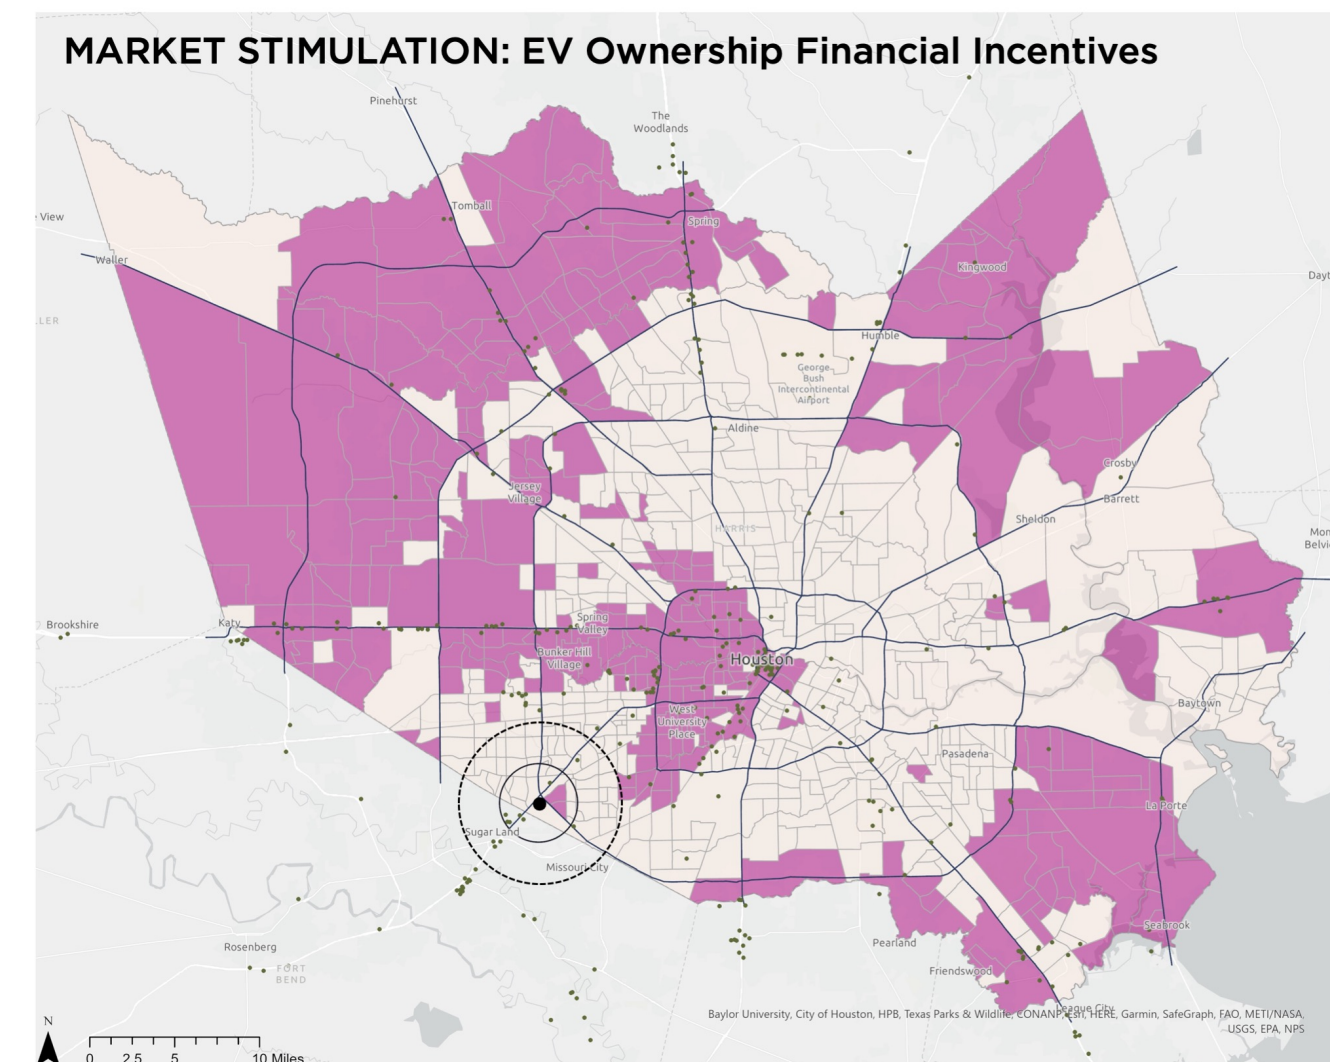 MARKET STIMULATION: EV Ownership Financial Incentives
Pinehurst
The
Woodlands
Tomball
View
Spring
Waller
Kingwood
Dayt
LER
Humble
George
Bush
Intercontinental
Airport
Aldine
Crosby
Jersey
Village
Barrett
Sheldon
HARRIS
Mon
Belvi
Brookshire
Katy
Spring
Valley
Bunker Hill
Village
Houston
West
University
Place
Baytown
Pasadena
La Porte
Sugar Land
Missouri City
Seabrook
Pearland
Rosenberg
FORT
BEND
Friendswood
League City
Baylor University, City of Houston, HPB, Texas Parks & Wildlife, CONANP, Esri, HERE, Garmin, SafeGraph, FAO, METI/NASA,
USGS, EPA, NPS
N
0 2.5 5 10 Miles